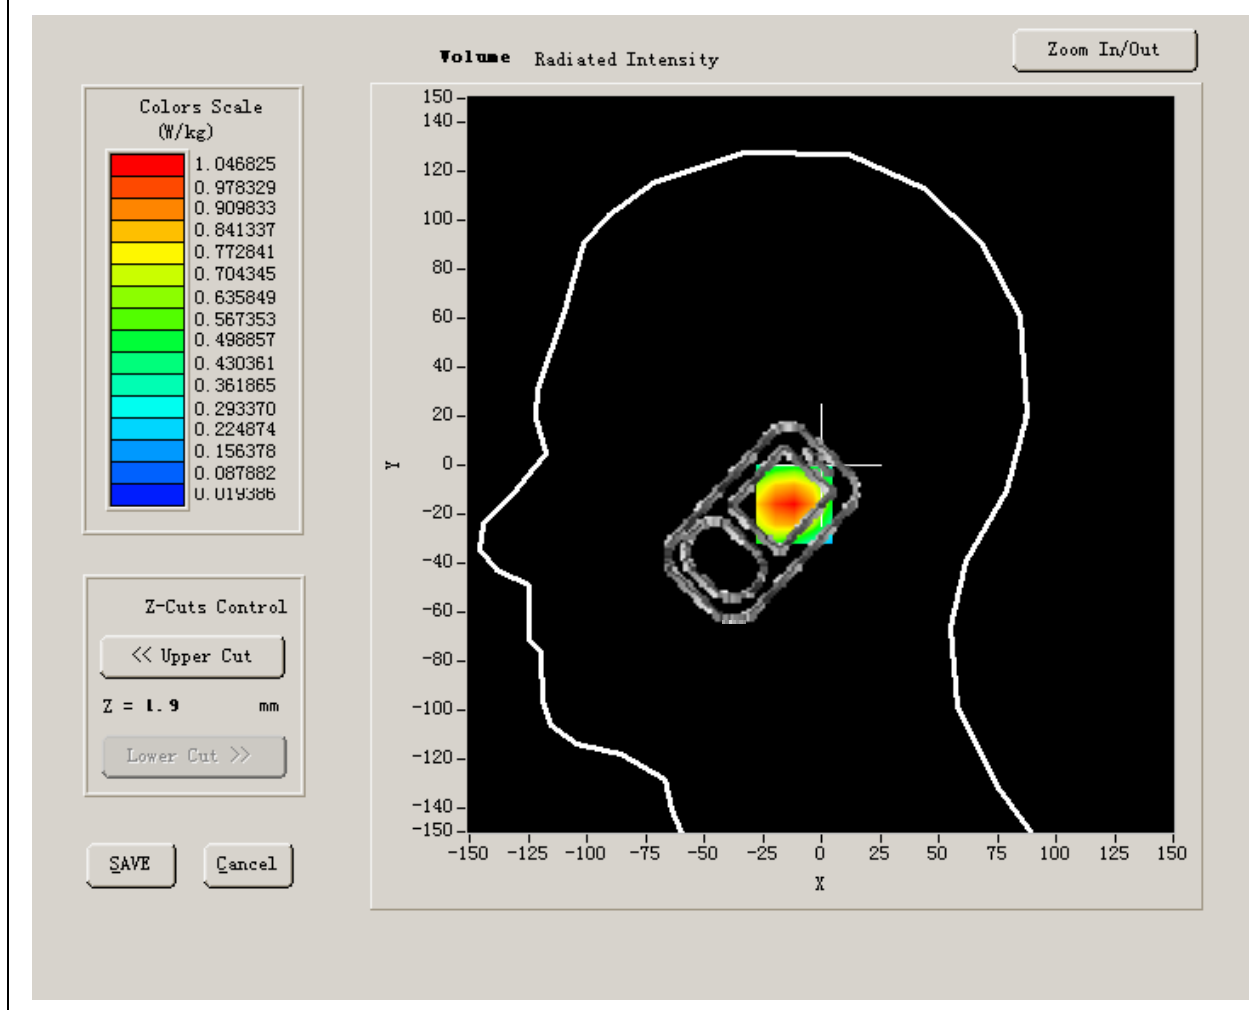 Volume Radiated Intensity
Zoom In/Out
Colors Scale
(W/kg)
1.046825
0.978329
0.909833
0.841337
0.772841
0.704345
0.635849
0.567353
0.498857
0.430361
0.361865
0.293370
0.224874
0.156378
0.087882
0.019386
Z-Cuts Control
<< Upper Cut
Z = 1.9 mm
Lower Cut >>
SAVE
Cancel
150
140
120
100
80
60
40
20
0
-20
-40
-60
-80
-100
-120
-140
-150
Y
-150 -125 -100 -75 -50 -25 0 25 50 75 100 125 150
X